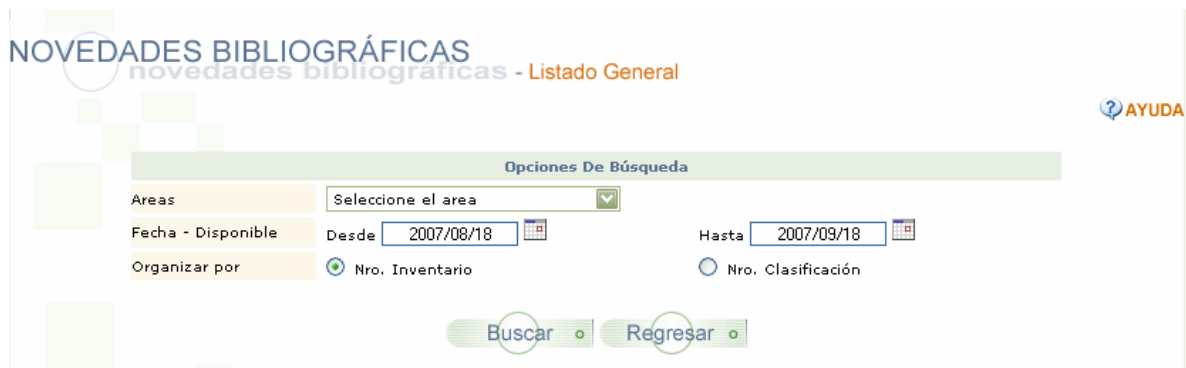 NOVEDADES BIBLIOGRÁFICAS
novedades bibliográficas - Listado General
? AYUDA
Opciones De Búsqueda
Areas Seleccione el area
Fecha - Disponible Desde 2007/08/18 Hasta 2007/09/18
Organizar por Nro. Inventario Nro. Clasificación
Buscar Regresar